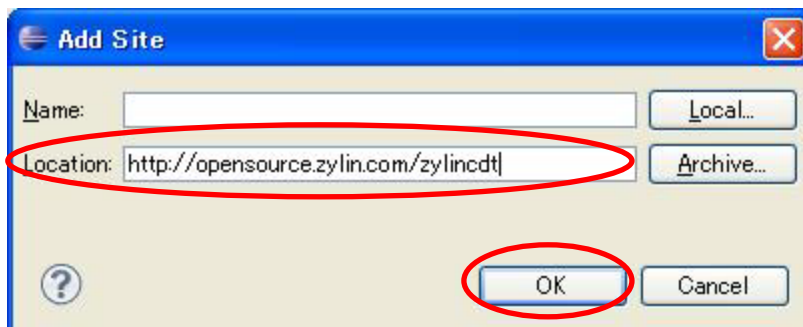 Add Site
Name: Local...
Location: http://opensource.zylin.com/zylincdt Archive...
? OK Cancel